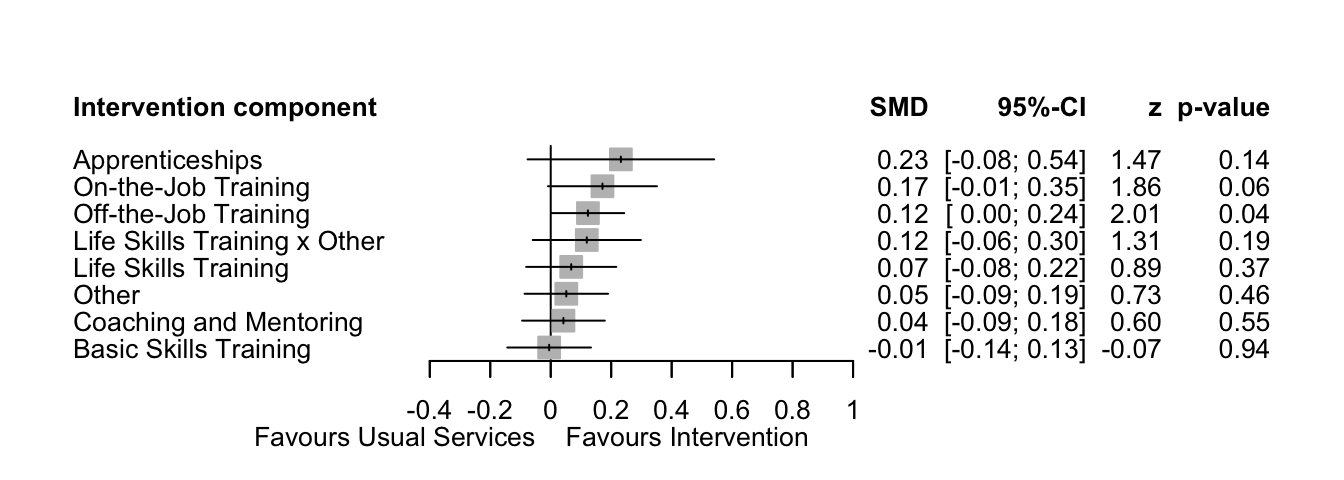 Intervention component SMD 95%-CI z p-value
Apprenticeships 0.23 [-0.08; 0.54] 1.47 0.14
On-the-Job Training 0.17 [-0.01; 0.35] 1.86 0.06
Off-the-Job Training 0.12 [ 0.00; 0.24] 2.01 0.04
Life Skills Training x Other 0.12 [-0.06; 0.30] 1.31 0.19
Life Skills Training 0.07 [-0.08; 0.22] 0.89 0.37
Other 0.05 [-0.09; 0.19] 0.73 0.46
Coaching and Mentoring 0.04 [-0.09; 0.18] 0.60 0.55
Basic Skills Training -0.01 [-0.14; 0.13] -0.07 0.94
-0.4 -0.2 0 0.2 0.4 0.6 0.8 1
Favours Usual Services Favours Intervention